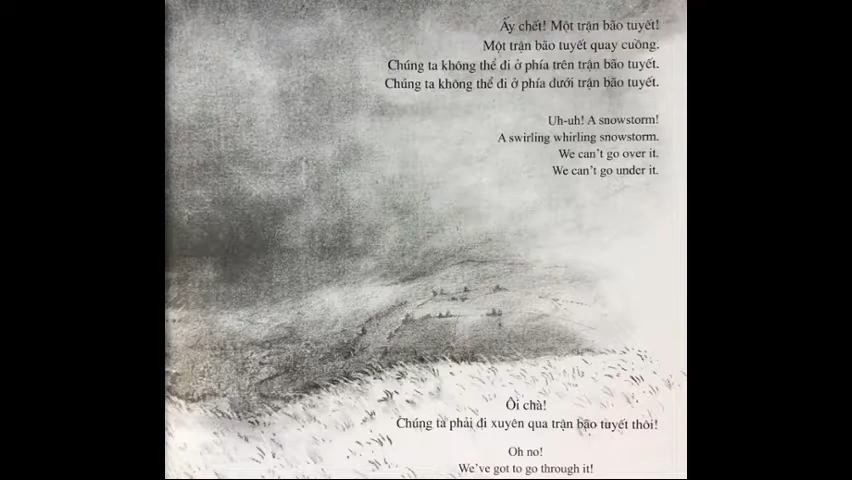 Ấy chết! Một trận bão tuyết!
Một trận bão tuyết quay cuồng.
Chúng ta không thể đi ở phía trên trận bão tuyết.
Chúng ta không thể đi ở phía dưới trận bão tuyết.
Uh-uh! A snowstorm!
A swirling whirling snowstorm.
We can't go over it.
We can't go under it.
Ôi chà!
Chúng ta phải đi xuyên qua trận bão tuyết thôi!
Oh no!
We've got to go through it!